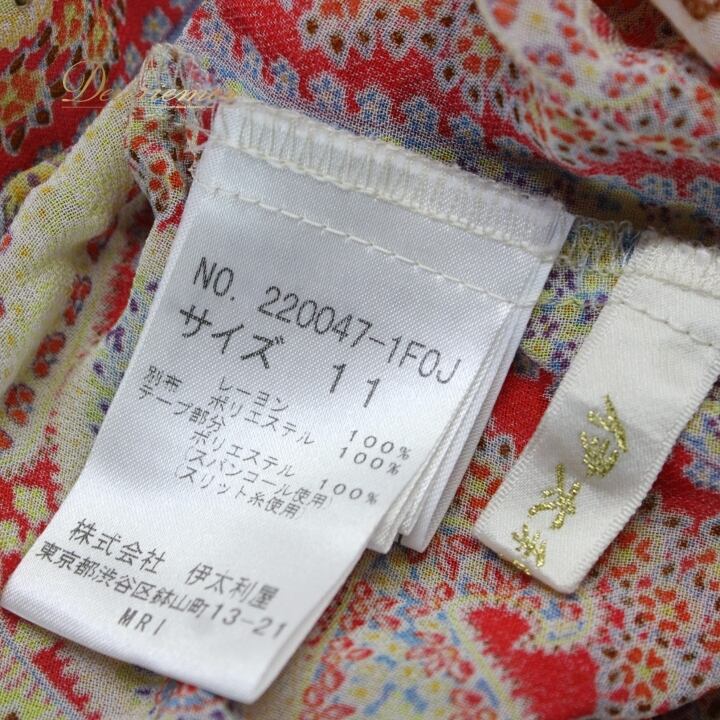 NO. 220047-1F0J
サイズ 11
別布 レーヨン 100%
ポリエステル 100%
テープ部分
ポリエステル 100%
(スパンコール使用)
(スリット糸使用)
株式会社 伊太利屋
東京都渋谷区鉢山町13-21
MRI